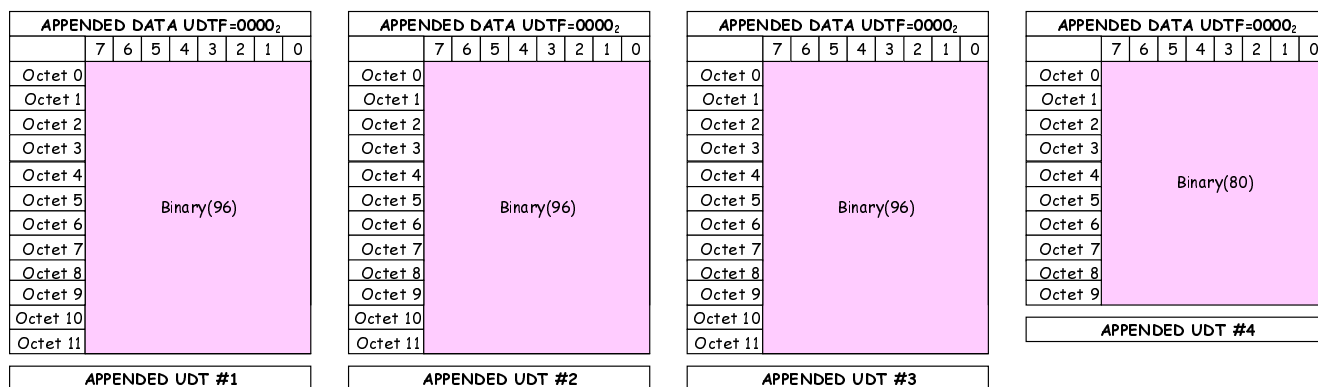 APPENDED DATA UDTF=0000₂
7 6 5 4 3 2 1 0
Octet 0
Octet 1
Octet 2
Octet 3
Octet 4
Octet 5
Octet 6
Octet 7
Octet 8
Octet 9
Octet 10
Octet 11
Binary(96)
APPENDED UDT #1
APPENDED DATA UDTF=0000₂
7 6 5 4 3 2 1 0
Octet 0
Octet 1
Octet 2
Octet 3
Octet 4
Octet 5
Octet 6
Octet 7
Octet 8
Octet 9
Octet 10
Octet 11
Binary(96)
APPENDED UDT #2
APPENDED DATA UDTF=0000₂
7 6 5 4 3 2 1 0
Octet 0
Octet 1
Octet 2
Octet 3
Octet 4
Octet 5
Octet 6
Octet 7
Octet 8
Octet 9
Octet 10
Octet 11
Binary(96)
APPENDED UDT #3
APPENDED DATA UDTF=0000₂
7 6 5 4 3 2 1 0
Octet 0
Octet 1
Octet 2
Octet 3
Octet 4
Octet 5
Octet 6
Octet 7
Octet 8
Octet 9
Binary(80)
APPENDED UDT #4